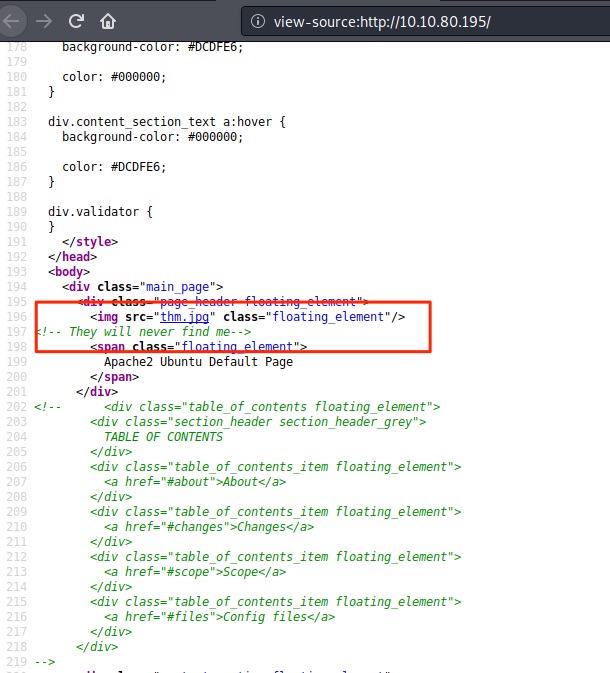 view-source:http://10.10.80.195/
178 background-color: #DCDFE6;
179
180 color: #000000;
181 }
182
183 div.content_section_text a:hover {
184 background-color: #000000;
185
186 color: #DCDFE6;
187 }
188
189 div.validator {
190 }
191 </style>
192 </head>
193 <body>
194 <div class="main_page">
195 <div class="page_header floating_element">
196 <img src="thm.jpg" class="floating_element"/>
197 <!-- They will never find me-->
198 <span class="floating_element">
199 Apache2 Ubuntu Default Page
200 </span>
201 </div>
202 <!-- <div class="table_of_contents floating_element">
203 <div class="section_header section_header_grey">
204 TABLE OF CONTENTS
205 </div>
206 <div class="table_of_contents_item floating_element">
207 <a href="#about">About</a>
208 </div>
209 <div class="table_of_contents_item floating_element">
210 <a href="#changes">Changes</a>
211 </div>
212 <div class="table_of_contents_item floating_element">
213 <a href="#scope">Scope</a>
214 </div>
215 <div class="table_of_contents_item floating_element">
216 <a href="#files">Config files</a>
217 </div>
218 </div>
219 -->